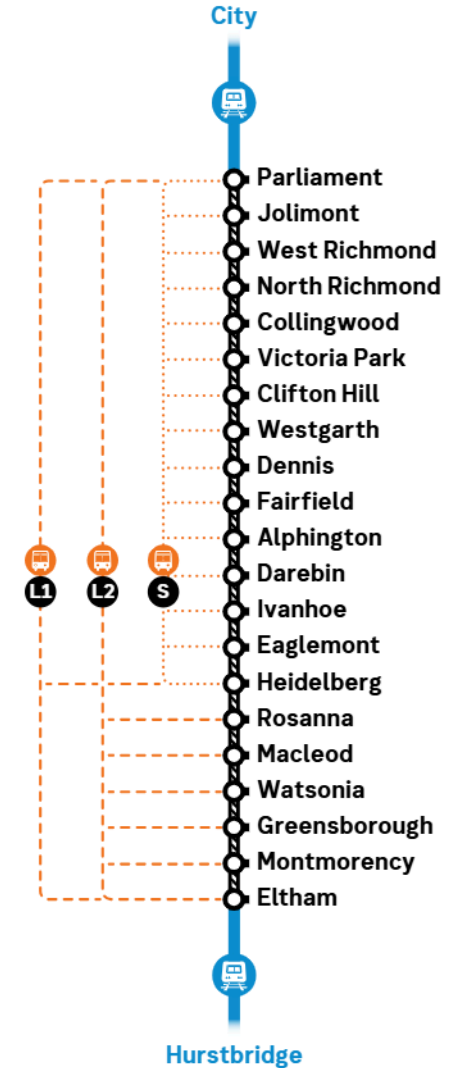 City
Parliament
Jolimont
West Richmond
North Richmond
Collingwood
Victoria Park
Clifton Hill
Westgarth
Dennis
Fairfield
Alphington
Darebin
L1 L2 S
Ivanhoe
Eaglemont
Heidelberg
Rosanna
Macleod
Watsonia
Greensborough
Montmorency
Eltham
Hurstbridge